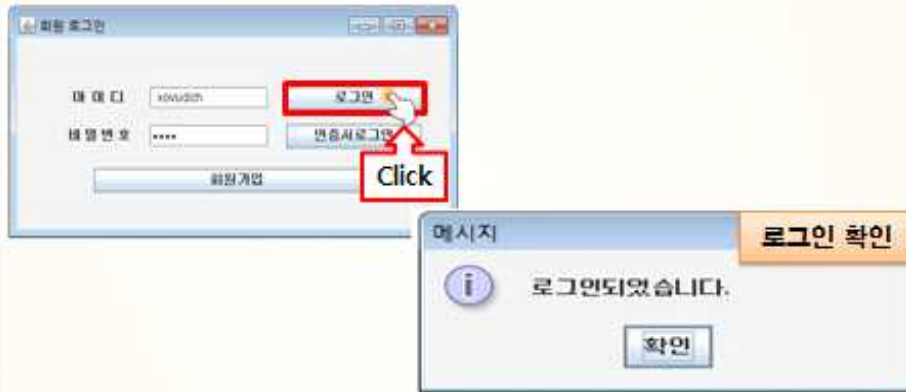 회원 로그인
아 이 디
로그인
비 밀 번 호 ••••
인증서로그인
회원가입
Click
메시지
로그인 확인
로그인되었습니다.
확인